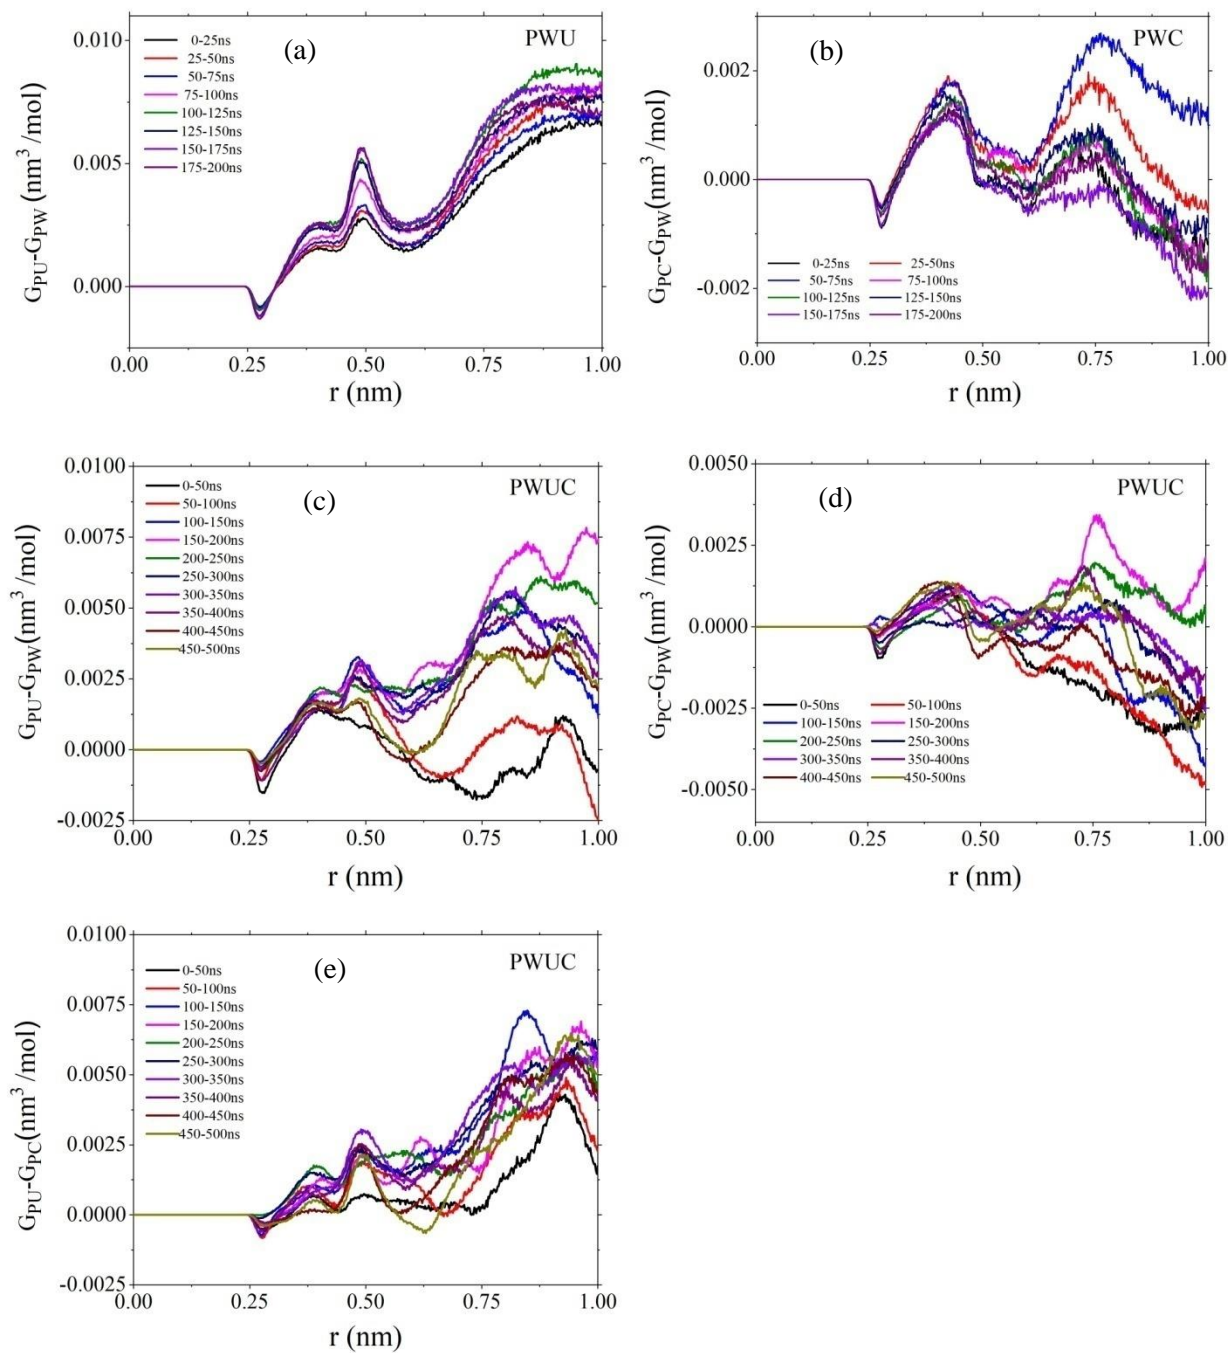 (a)
PWU
0-25ns
25-50ns
50-75ns
75-100ns
100-125ns
125-150ns
150-175ns
175-200ns
0.010
0.005
0.000
G_PU-G_PW (nm³/mol)
0.00 0.25 0.50 0.75 1.00
r (nm)
(b)
PWC
0.002
0.000
-0.002
G_PC-G_PW(nm³/mol)
0-25ns 25-50ns
50-75ns 75-100ns
100-125ns 125-150ns
150-175ns 175-200ns
0.00 0.25 0.50 0.75 1.00
r (nm)
(c)
PWUC
0-50ns
50-100ns
100-150ns
150-200ns
200-250ns
250-300ns
300-350ns
350-400ns
400-450ns
450-500ns
0.0100
0.0075
0.0050
0.0025
0.0000
-0.0025
G_PU-G_PW(nm³/mol)
0.00 0.25 0.50 0.75 1.00
r (nm)
(d)
PWUC
0.0050
0.0025
0.0000
-0.0025
-0.0050
G_PC-G_PW(nm³/mol)
0-50ns 50-100ns
100-150ns 150-200ns
200-250ns 250-300ns
300-350ns 350-400ns
400-450ns 450-500ns
0.00 0.25 0.50 0.75 1.00
r (nm)
(e)
PWUC
0-50ns
50-100ns
100-150ns
150-200ns
200-250ns
250-300ns
300-350ns
350-400ns
400-450ns
450-500ns
0.0100
0.0075
0.0050
0.0025
0.0000
-0.0025
G_PU-G_PC(nm³/mol)
0.00 0.25 0.50 0.75 1.00
r (nm)